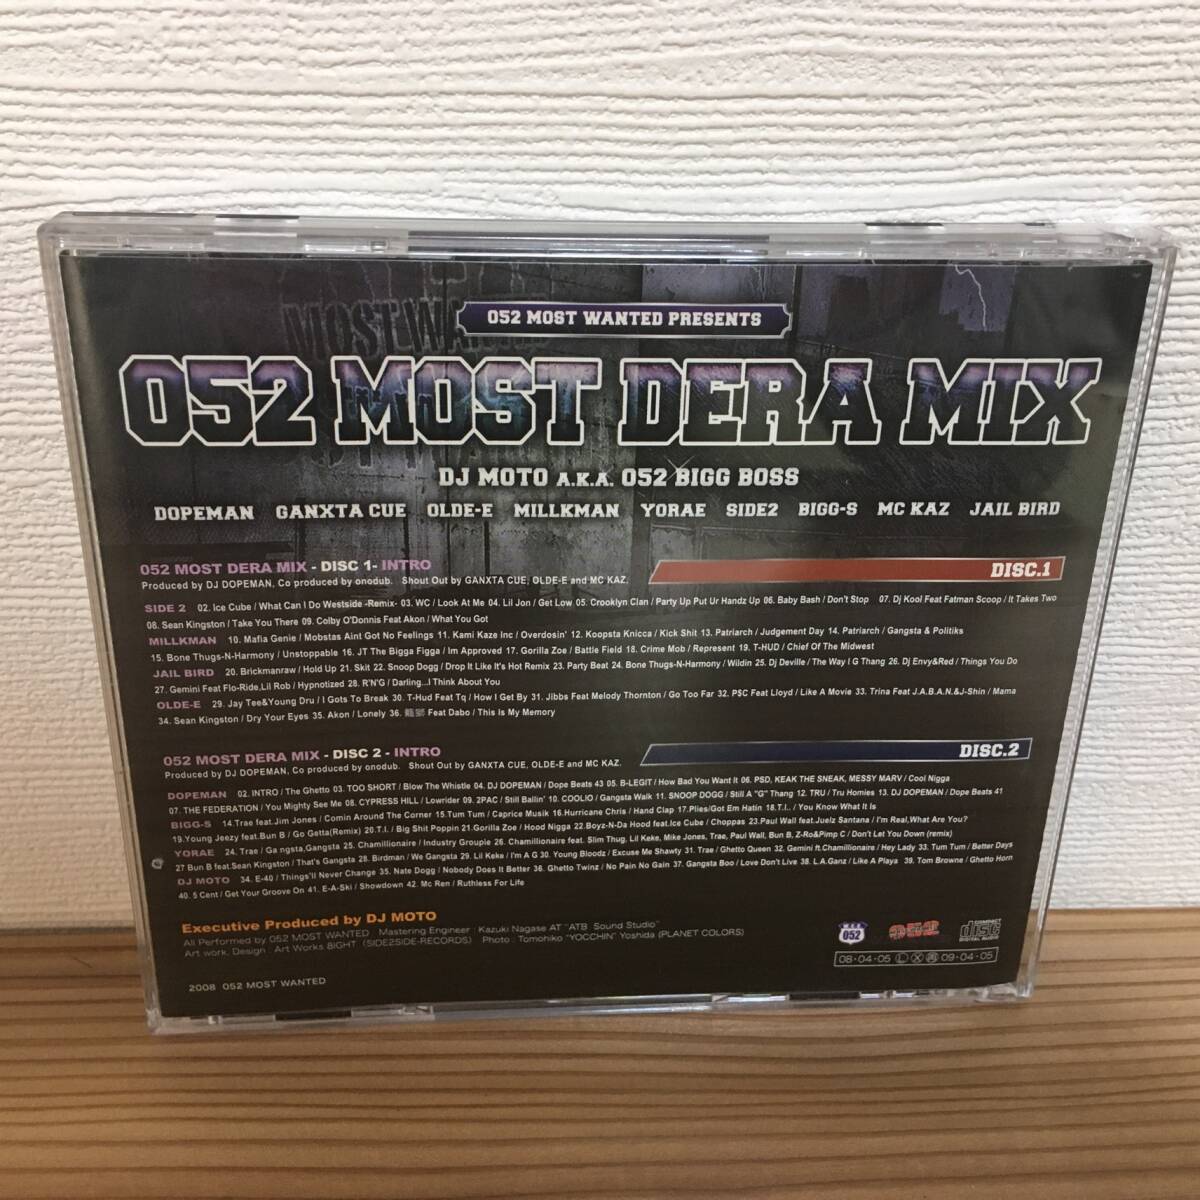 052 MOST WANTED PRESENTS
052 MOST DERA MIX
DJ MOTO A.K.A. 052 BIGG BOSS
DOPEMAN GANXTA CUE OLDE-E MILLKMAN YORAE SIDE2 BIGG-S MC KAZ JAIL BIRD
052 MOST DERA MIX - DISC 1- INTRO
DISC.1
Produced by DJ DOPEMAN, Co produced by onodub. Shout Out by GANXTA CUE, OLDE-E and MC KAZ.
SIDE 2 02. Ice Cube / What Can I Do Westside -Remix- 03. WC / Look At Me 04. Lil Jon / Get Low 05. Crooklyn Clan / Party Up Put Ur Handz Up 06. Baby Bash / Don't Stop 07. Dj Kool Feat Fatman Scoop / It Takes Two
08. Sean Kingston / Take You There 09. Colby O'Donnis Feat Akon / What You Got
MILLKMAN 10. Mafia Genie / Mobstas Aint Got No Feelings 11. Kami Kaze Inc / Overdosin' 12. Koopsta Knicca / Kick Shit 13. Patriarch / Judgement Day 14. Patriarch / Gangsta & Politiks
15. Bone Thugs-N-Harmony / Unstoppable 16. JT The Bigga Figga / Im Approved 17. Gorilla Zoe / Battle Field 18. Crime Mob / Represent 19. T-HUD / Chief Of The Midwest
JAIL BIRD 20. Brickmanraw / Hold Up 21. Skit 22. Snoop Dogg / Drop It Like It's Hot Remix 23. Party Beat 24. Bone Thugs-N-Harmony / Wildin 25. Dj Deville / The Way I G Thang 26. Dj Envy&Red / Things You Do
27. Gemini Feat Flo-Ride,Lil Rob / Hypnotized 28. R'N'G / Darling...I Think About You
OLDE-E 29. Jay Tee&Young Dru / I Gots To Break 30. T-Hud Feat Tq / How I Get By 31. Jibbs Feat Melody Thornton / Go Too Far 32. P$C Feat Lloyd / Like A Movie 33. Trina Feat J.A.B.A.N.&J-Shin / Mama
34. Sean Kingston / Dry Your Eyes 35. Akon / Lonely 36. Feat Dabo / This Is My Memory
052 MOST DERA MIX - DISC 2 - INTRO
DISC.2
Produced by DJ DOPEMAN, Co produced by onodub. Shout Out by GANXTA CUE, OLDE-E and MC KAZ.
DOPEMAN 02. INTRO / The Ghetto 03. TOO SHORT / Blow The Whistle 04. DJ DOPEMAN / Dope Beats 43 05. B-LEGIT / How Bad You Want It 06. PSD, KEAK THE SNEAK, MESSY MARV / Cool Nigga
07. THE FEDERATION / You Mighty See Me 08. CYPRESS HILL / Lowrider 09. 2PAC / Still Ballin' 10. COOLIO / Gangsta Walk 11. SNOOP DOGG / Still A "G" Thang 12. TRU / Tru Homies 13. DJ DOPEMAN / Dope Beats 41
BIGG-S 14.Trae feat.Jim Jones / Comin Around The Corner 15.Tum Tum / Caprice Musik 16.Hurricane Chris / Hand Clap 17.Plies/Got Em Hatin 18.T.I.. / You Know What It Is
19.Young Jeezy feat.Bun B / Go Getta(Remix) 20.T.I. / Big Shit Poppin 21.Gorilla Zoe / Hood Nigga 22.Boyz-N-Da Hood feat.Ice Cube / Choppas 23.Paul Wall feat.Juelz Santana / I'm Real,What Are You?
YORAE 24. Trae / Ga ngsta,Gangsta 25. Chamillionaire / Industry Groupie 26. Chamillionaire feat. Slim Thug, Lil Keke, Mike Jones, Trae, Paul Wall, Bun B, Z-Ro&Pimp C / Don't Let You Down (remix)
27 Bun B feat.Sean Kingston / That's Gangsta 28. Birdman / We Gangsta 29. Lil Keke / I'm A G 30. Young Bloodz / Excuse Me Shawty 31. Trae / Ghetto Queen 32. Gemini ft.Chamillionaire / Hey Lady 33. Tum Tum / Better Days
DJ MOTO 34. E-40 / Things'll Never Change 35. Nate Dogg / Nobody Does It Better 36. Ghetto Twinz / No Pain No Gain 37. Gangsta Boo / Love Don't Live 38. L.A.Ganz / Like A Playa 39. Tom Browne / Ghetto Horn
40. 5 Cent / Get Your Groove On 41. E-A-Ski / Showdown 42. Mc Ren / Ruthless For Life
Executive Produced by DJ MOTO
All Performed by 052 MOST WANTED Mastering Engineer : Kazuki Nagase AT "ATB Sound Studio"
Art work, Design : Art Works 8IGHT (SIDE2SIDE-RECORDS) Photo : Tomohiko "YOCCHIN" Yoshida (PLANET COLORS)
052
052
COMPACT disc DIGITAL AUDIO
08・04・05 Ⓛ Ⓧ 再 09・04・05
2008 052 MOST WANTED